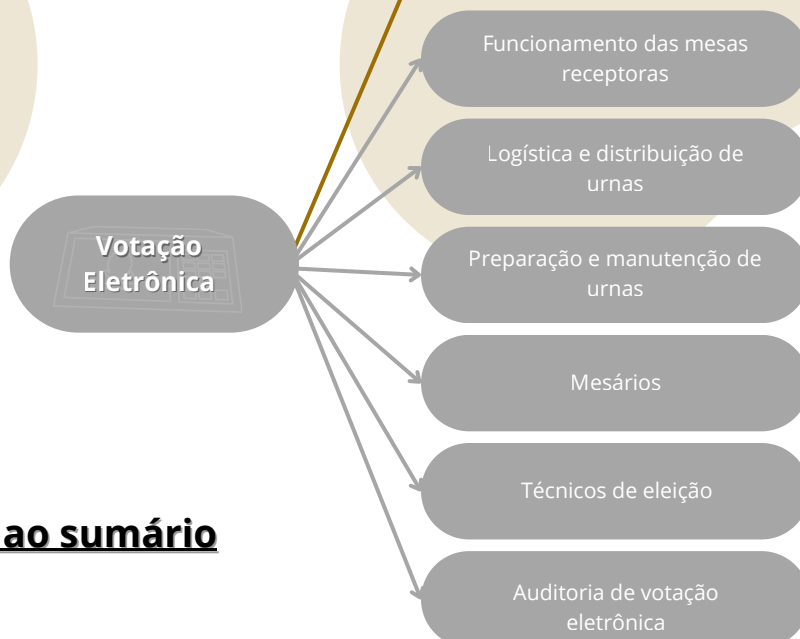 Funcionamento das mesas
receptoras
Logística e distribuição de
urnas
Votação
Eletrônica
Preparação e manutenção de
urnas
Mesários
Técnicos de eleição
ao sumário
Auditoria de votação
eletrônica